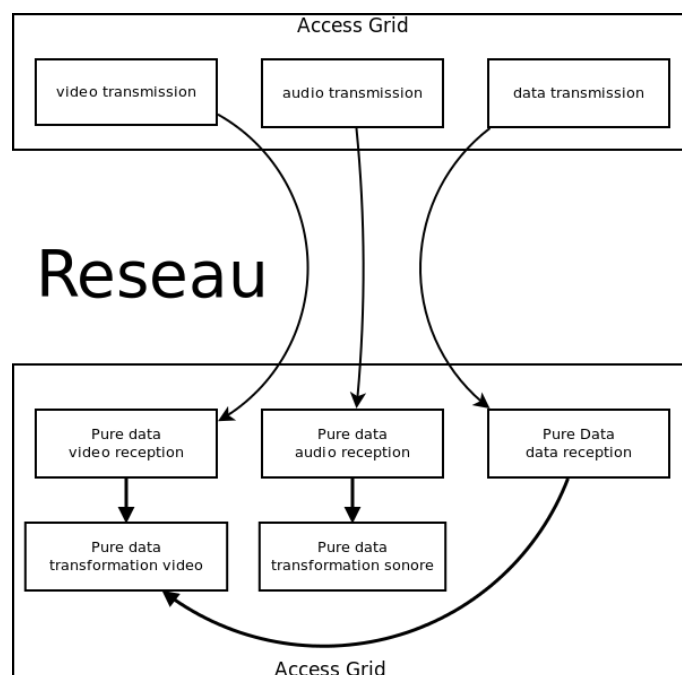 Access Grid
video transmission
audio transmission
data transmission
Reseau
Pure data
video reception
Pure data
audio reception
Pure Data
data reception
Pure data
transformation video
Pure data
transformation sonore
Access Grid